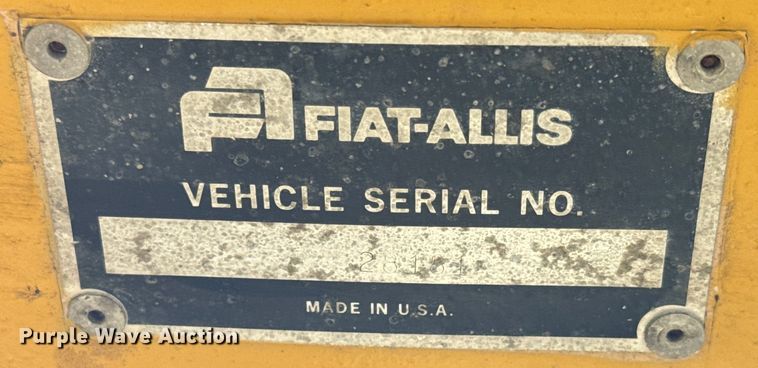 FIAT-ALLIS
VEHICLE SERIAL NO.
MADE IN U.S.A.
Purple Wave Auction